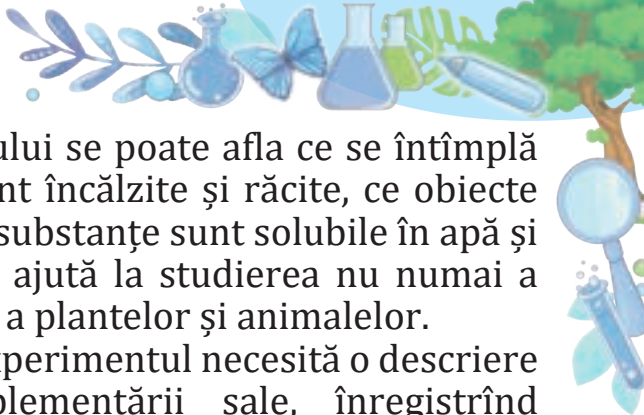 ului se poate afla ce se întîmplă
nt încălzite și răcite, ce obiecte
substanțe sunt solubile în apă și
ajută la studierea nu numai a
a plantelor și animalelor.
xperimentul necesită o descriere
plementării sale, înregistrînd